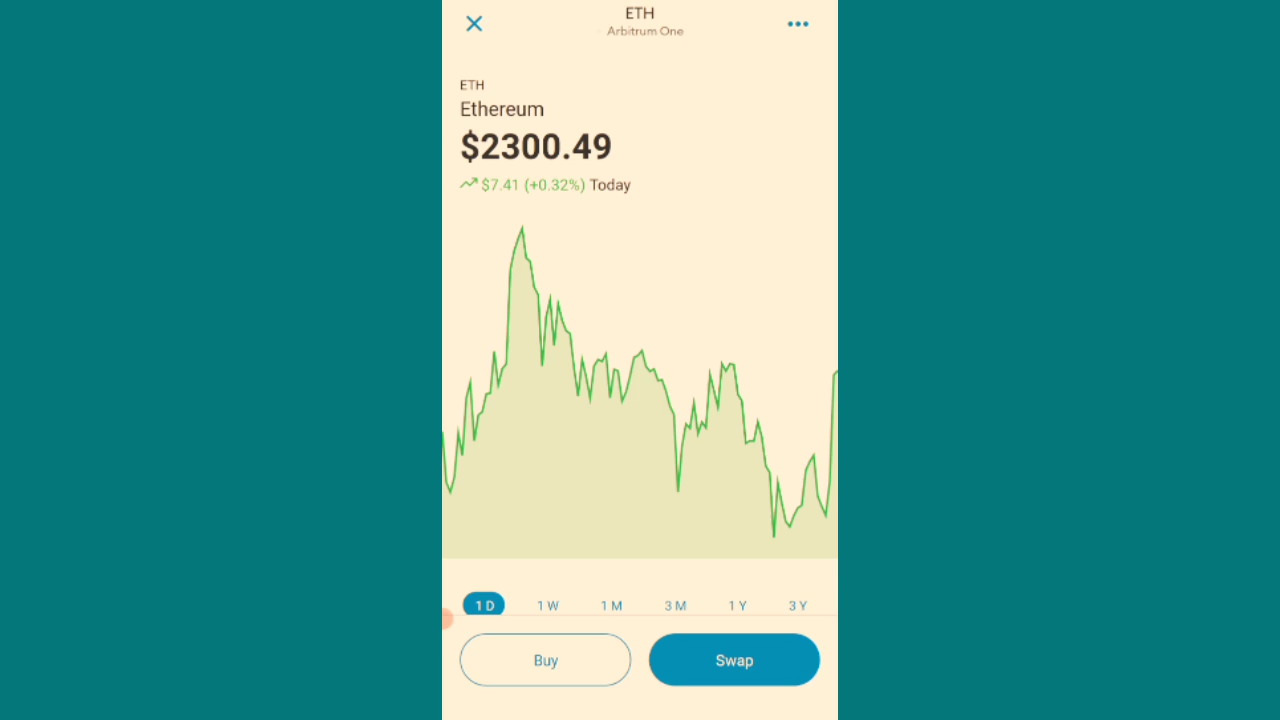 ETH
Arbitrum One
ETH
Ethereum
$2300.49
$7.41 (+0.32%) Today
1 D 1 W 1 M 3 M 1 Y 3 Y
Buy Swap